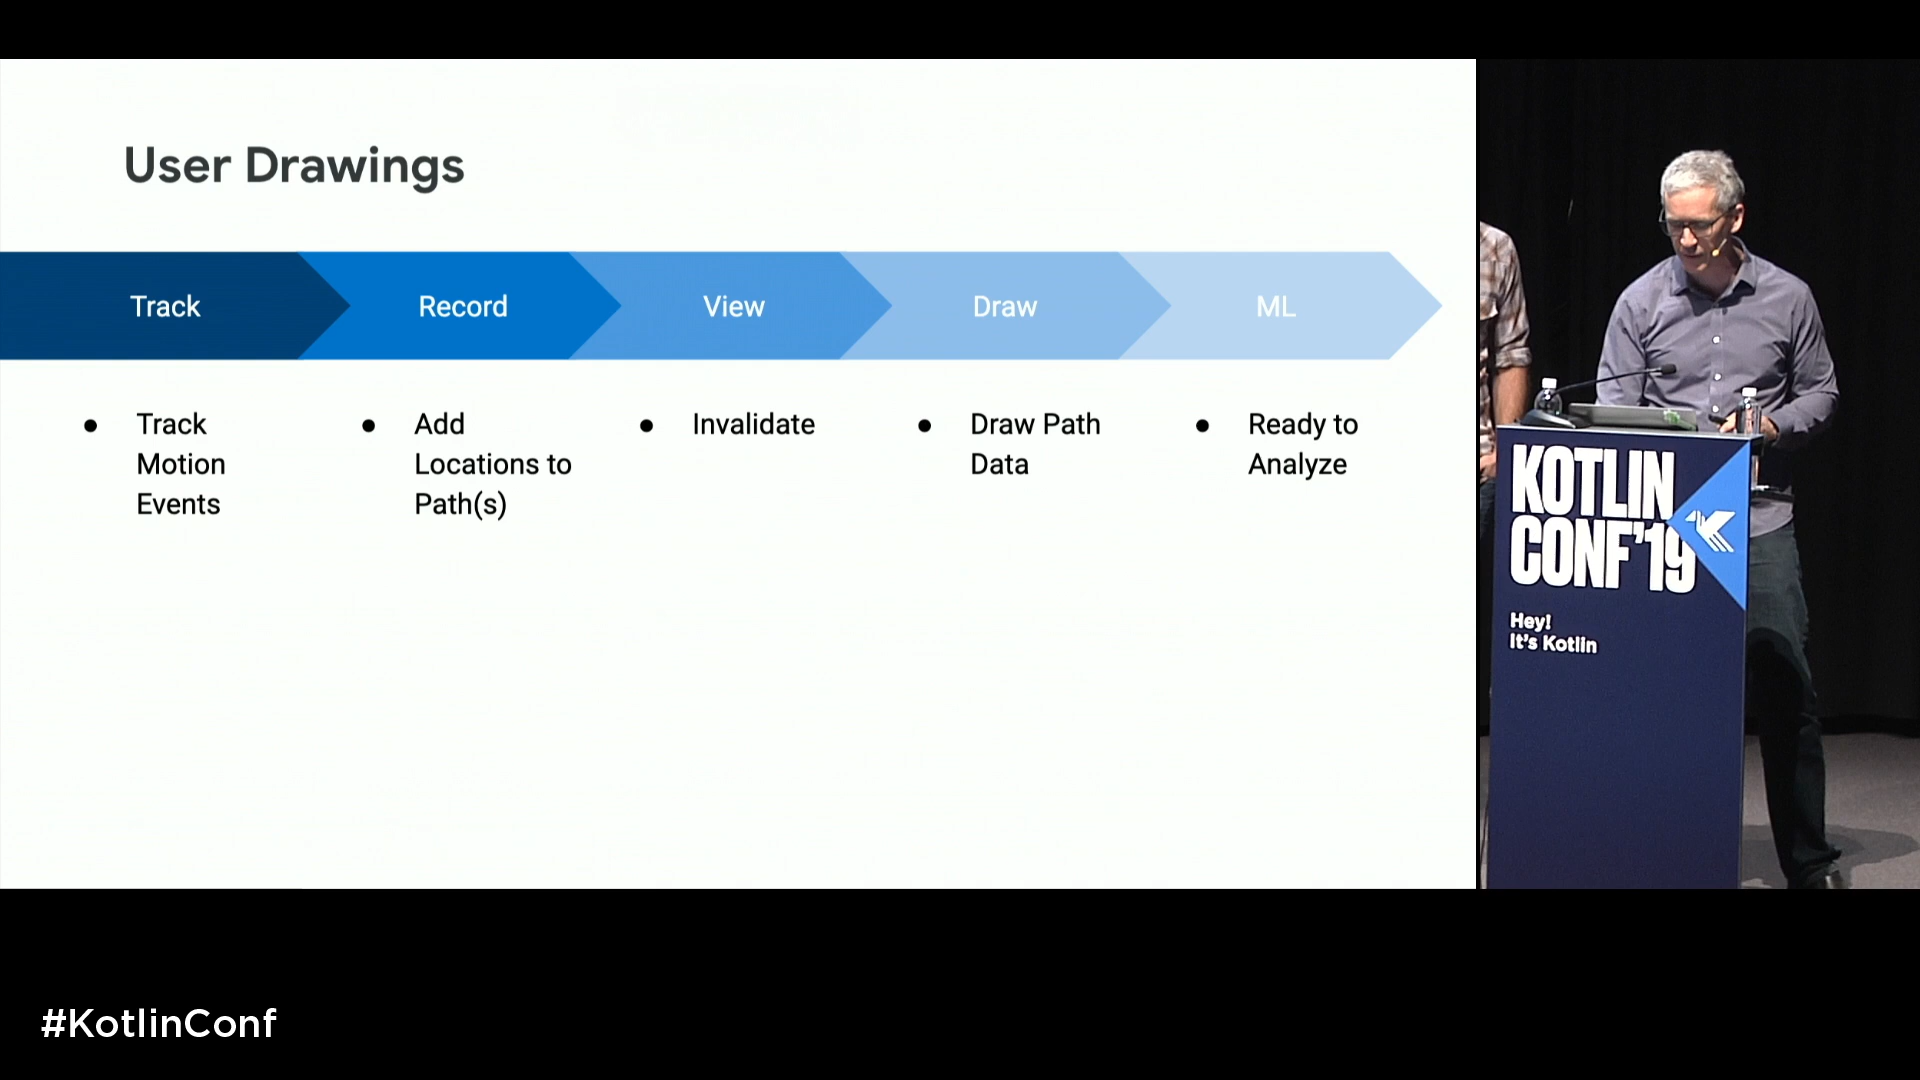 User Drawings
Track
Record
View
Draw
ML
● Track
Motion
Events
● Add
Locations to
Path(s)
● Invalidate
● Draw Path
Data
● Ready to
Analyze
KOTLIN
CONF'19
Hey!
It's Kotlin
#KotlinConf